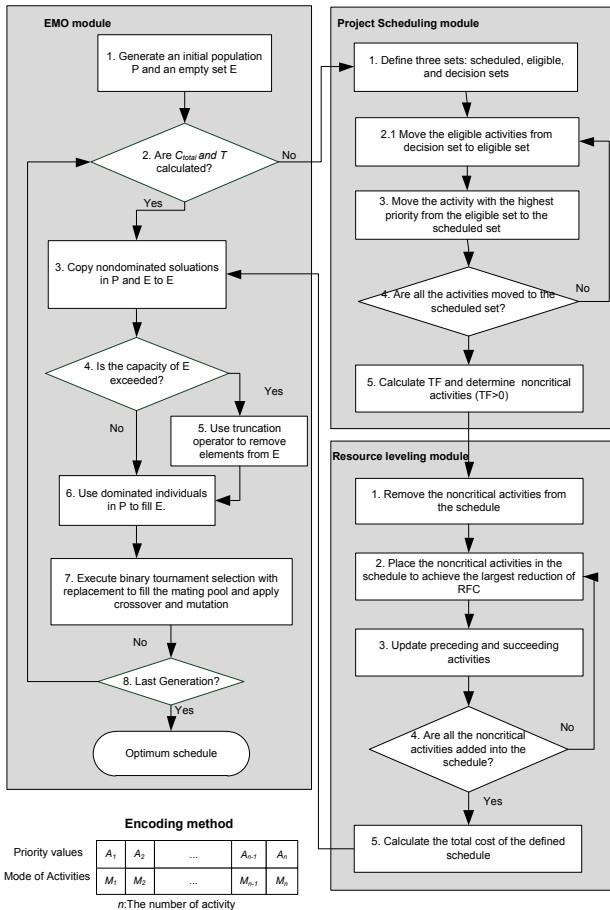 EMO module
1. Generate an initial population
P and an empty set E
2. Are Ctotal and T
calculated?
No
Yes
3. Copy nondominated soluations
in P and E to E
4. Is the capacity of E
exceeded?
Yes
No
5. Use truncation
operator to remove
elements from E
6. Use dominated individuals
in P to fill E.
7. Execute binary tournament selection with
replacement to fill the mating pool and apply
crossover and mutation
No
8. Last Generation?
Yes
Optimum schedule
Project Scheduling module
1. Define three sets: scheduled, eligible,
and decision sets
2.1 Move the eligible activities from
decision set to eligible set
3. Move the activity with the highest
priority from the eligible set to the
scheduled set
No
4. Are all the activities moved to the
scheduled set?
5. Calculate TF and determine noncritical
activities (TF>0)
Resource leveling module
1. Remove the noncritical activities from
the schedule
2. Place the noncritical activities in the
schedule to achieve the largest reduction of
RFC
3. Update preceding and succeeding
activities
No
4. Are all the noncritical
activities added into the
schedule?
Yes
5. Calculate the total cost of the defined
schedule
Encoding method
Priority values A1 A2 ... An-1 An
Mode of Activities M1 M2 ... Mn-1 Mn
n:The number of activity